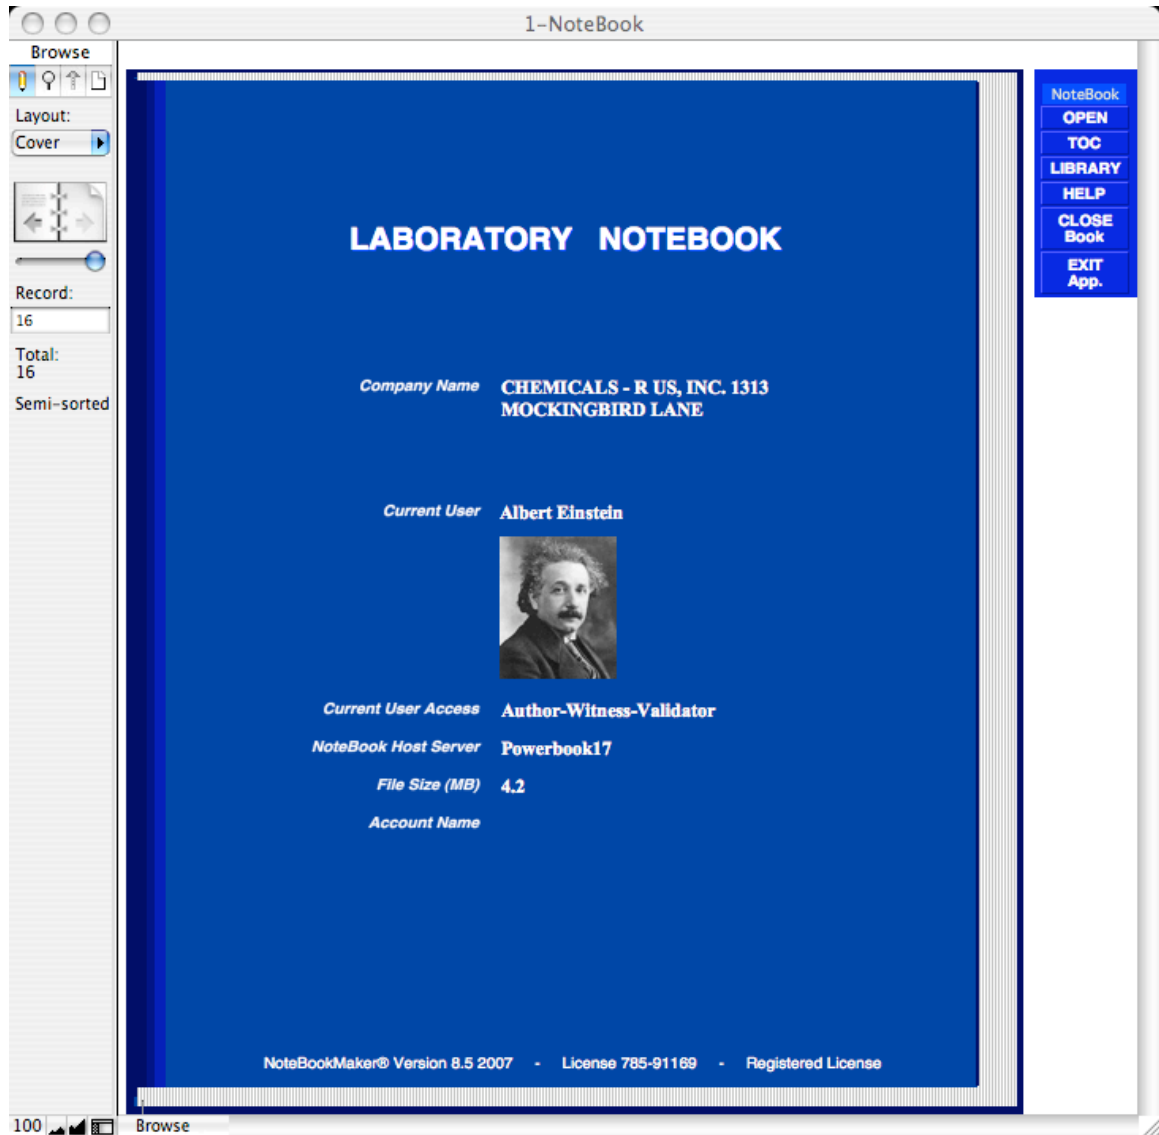 1-NoteBook
Browse
Layout:
Cover
Record:
16
Total:
16
Semi-sorted
LABORATORY NOTEBOOK
Company Name CHEMICALS - R US, INC. 1313
MOCKINGBIRD LANE
Current User Albert Einstein
Current User Access Author-Witness-Validator
NoteBook Host Server Powerbook17
File Size (MB) 4.2
Account Name
NoteBookMaker® Version 8.5 2007 - License 785-91169 - Registered License
NoteBook
OPEN
TOC
LIBRARY
HELP
CLOSE
Book
EXIT
App.
100 Browse